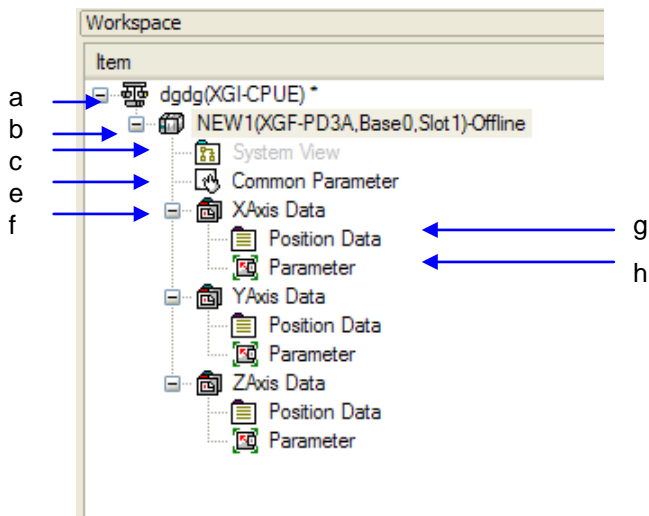 Workspace
Item
a dgdg(XGI-CPUE) *
b NEW1(XGF-PD3A,Base0,Slot1)-Offline
c System View
e Common Parameter
f XAxis Data
Position Data g
Parameter h
YAxis Data
Position Data
Parameter
ZAxis Data
Position Data
Parameter